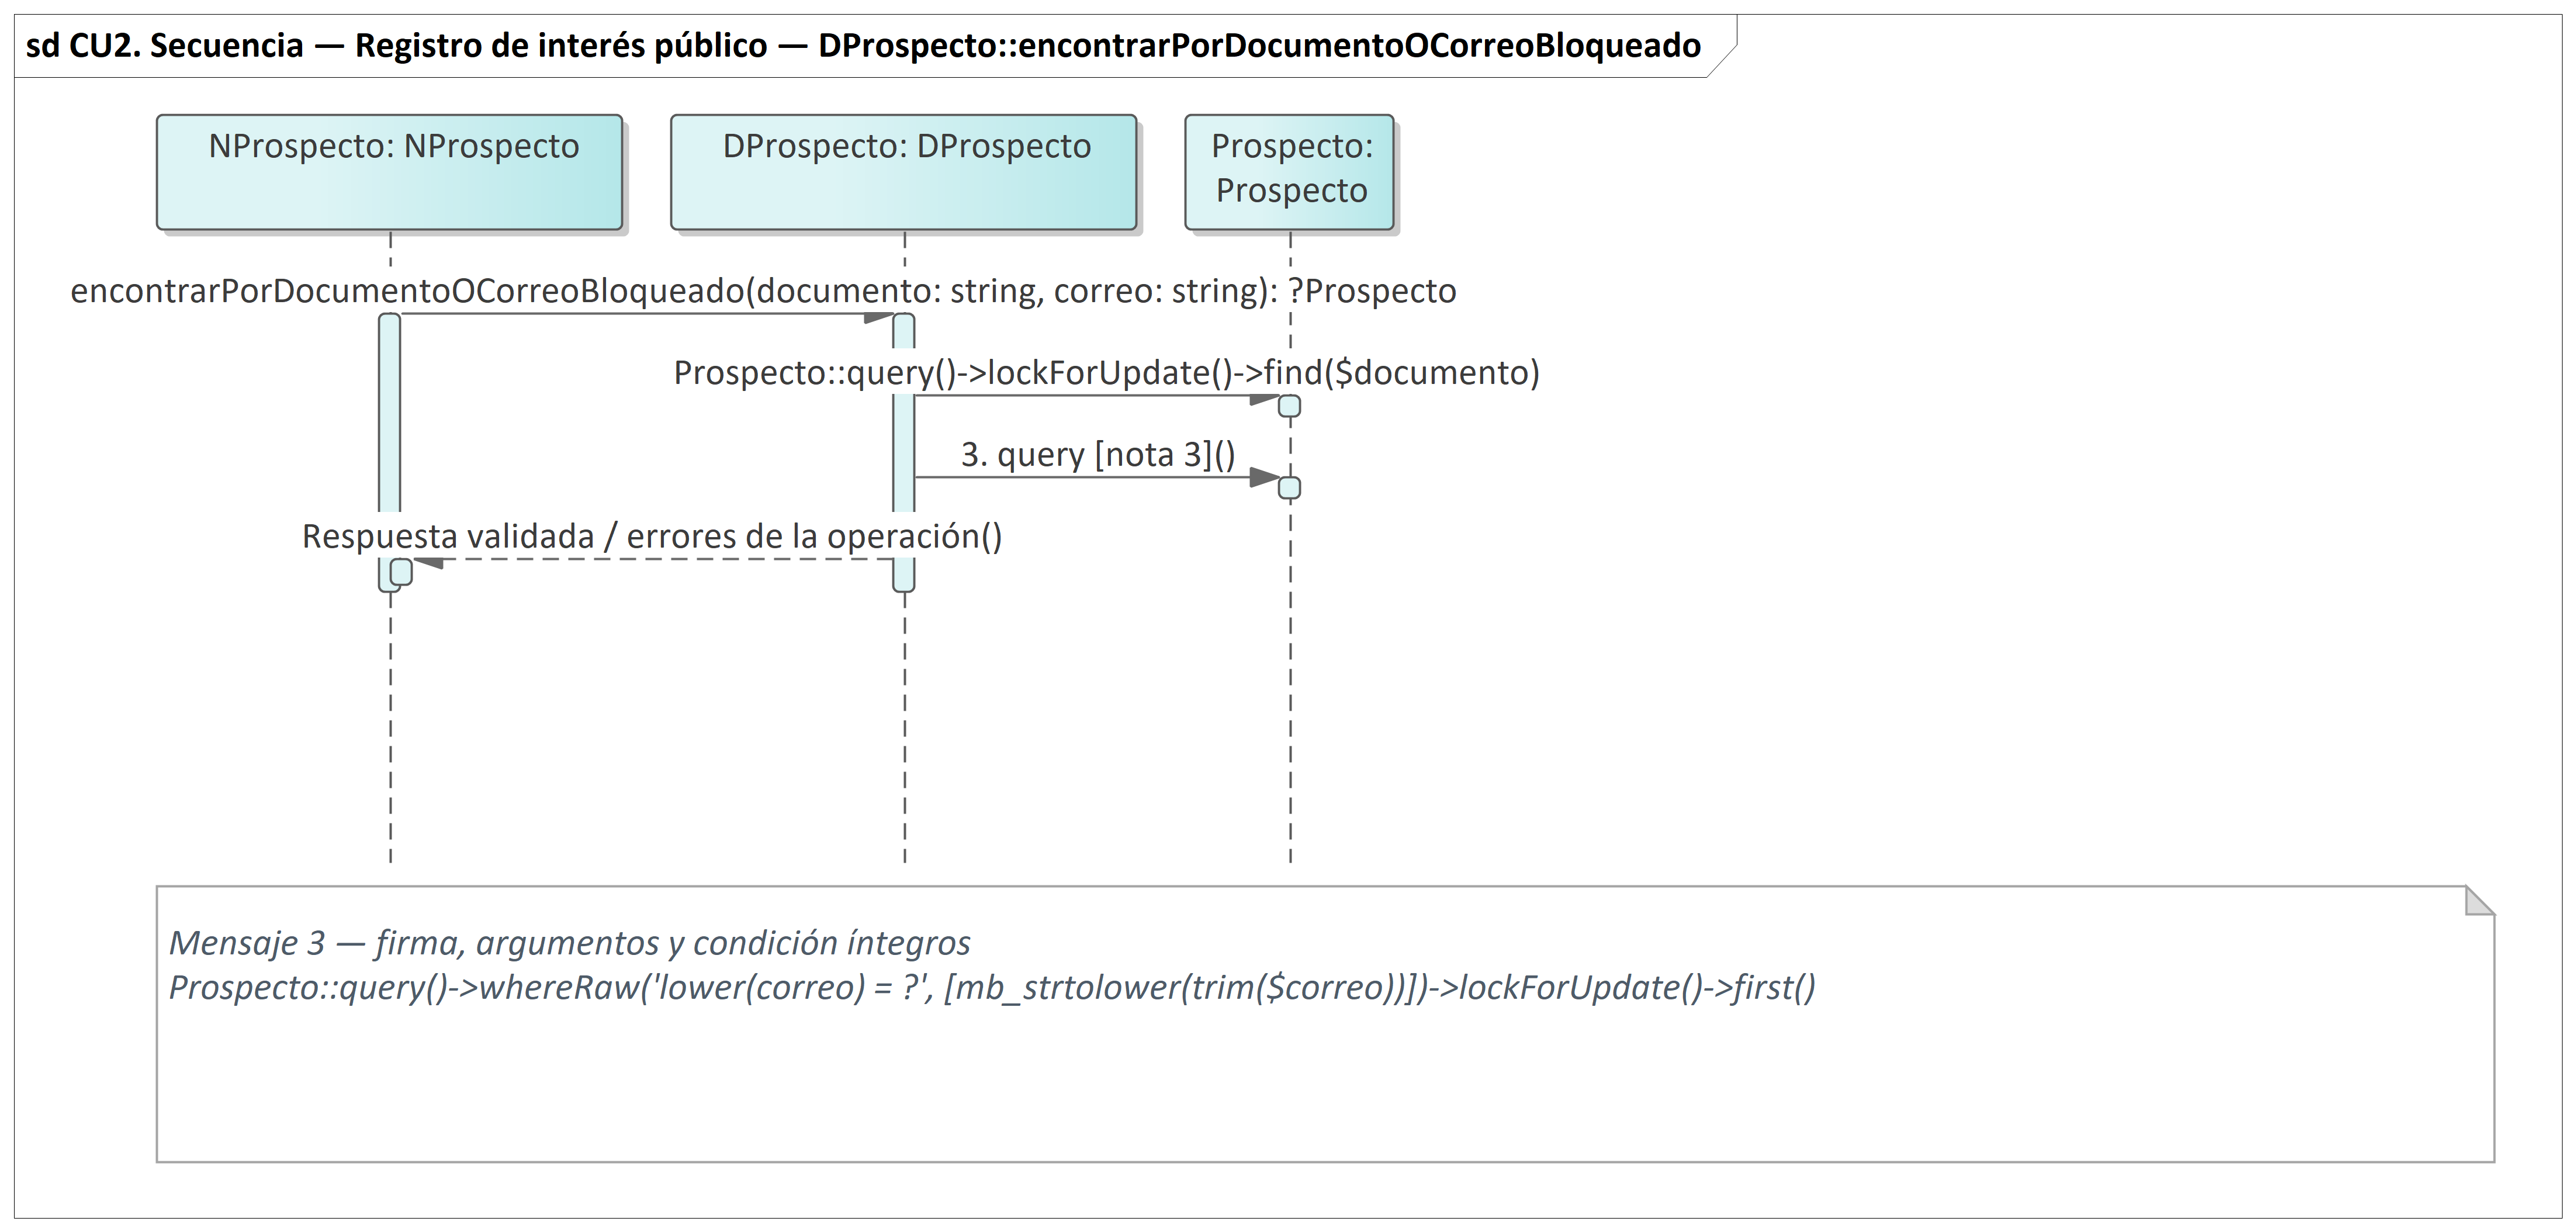 sd CU2. Secuencia — Registro de interés público — DProspecto::encontrarPorDocumentoOCorreoBloqueado
NProspecto: NProspecto
DProspecto: DProspecto
Prospecto:
Prospecto
encontrarPorDocumentoOCorreoBloqueado(documento: string, correo: string): ?Prospecto
Prospecto::query()->lockForUpdate()->find($documento)
3. query [nota 3]()
Respuesta validada / errores de la operación()
Mensaje 3 — firma, argumentos y condición íntegros
Prospecto::query()->whereRaw('lower(correo) = ?', [mb_strtolower(trim($correo))])->lockForUpdate()->first()